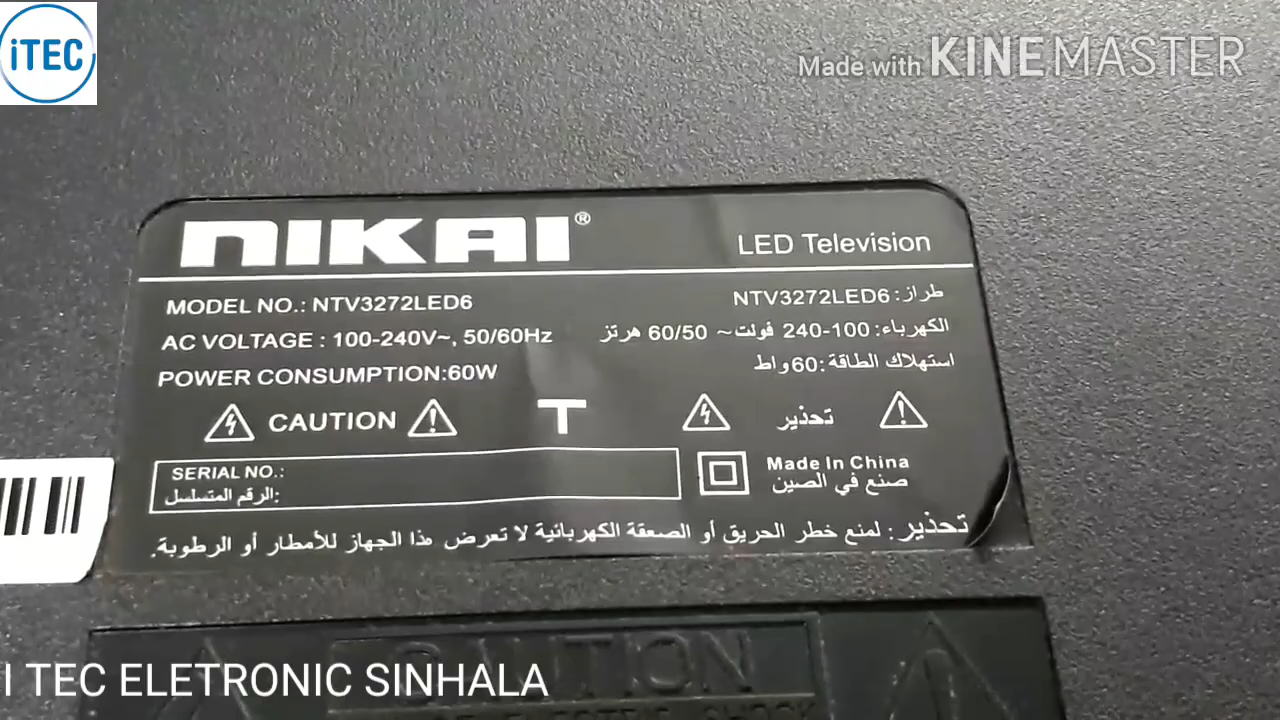 iTEC
Made with KINEMASTER
NIKAI®
LED Television
MODEL NO.: NTV3272LED6
طراز: NTV3272LED6
AC VOLTAGE : 100-240V~, 50/60Hz
الكهرباء: 100-240 فولت~ 60/50 هرتز
POWER CONSUMPTION:60W
استهلاك الطاقة: 60واط
CAUTION
T
تحذير
SERIAL NO.:
الرقم المتسلسل:
Made In China
صنع في الصين
تحذير: لمنع خطر الحريق أو الصعقة الكهربائية لا تعرض هذا الجهاز للأمطار أو الرطوبة.
CAUTION
I TEC ELETRONIC SINHALA